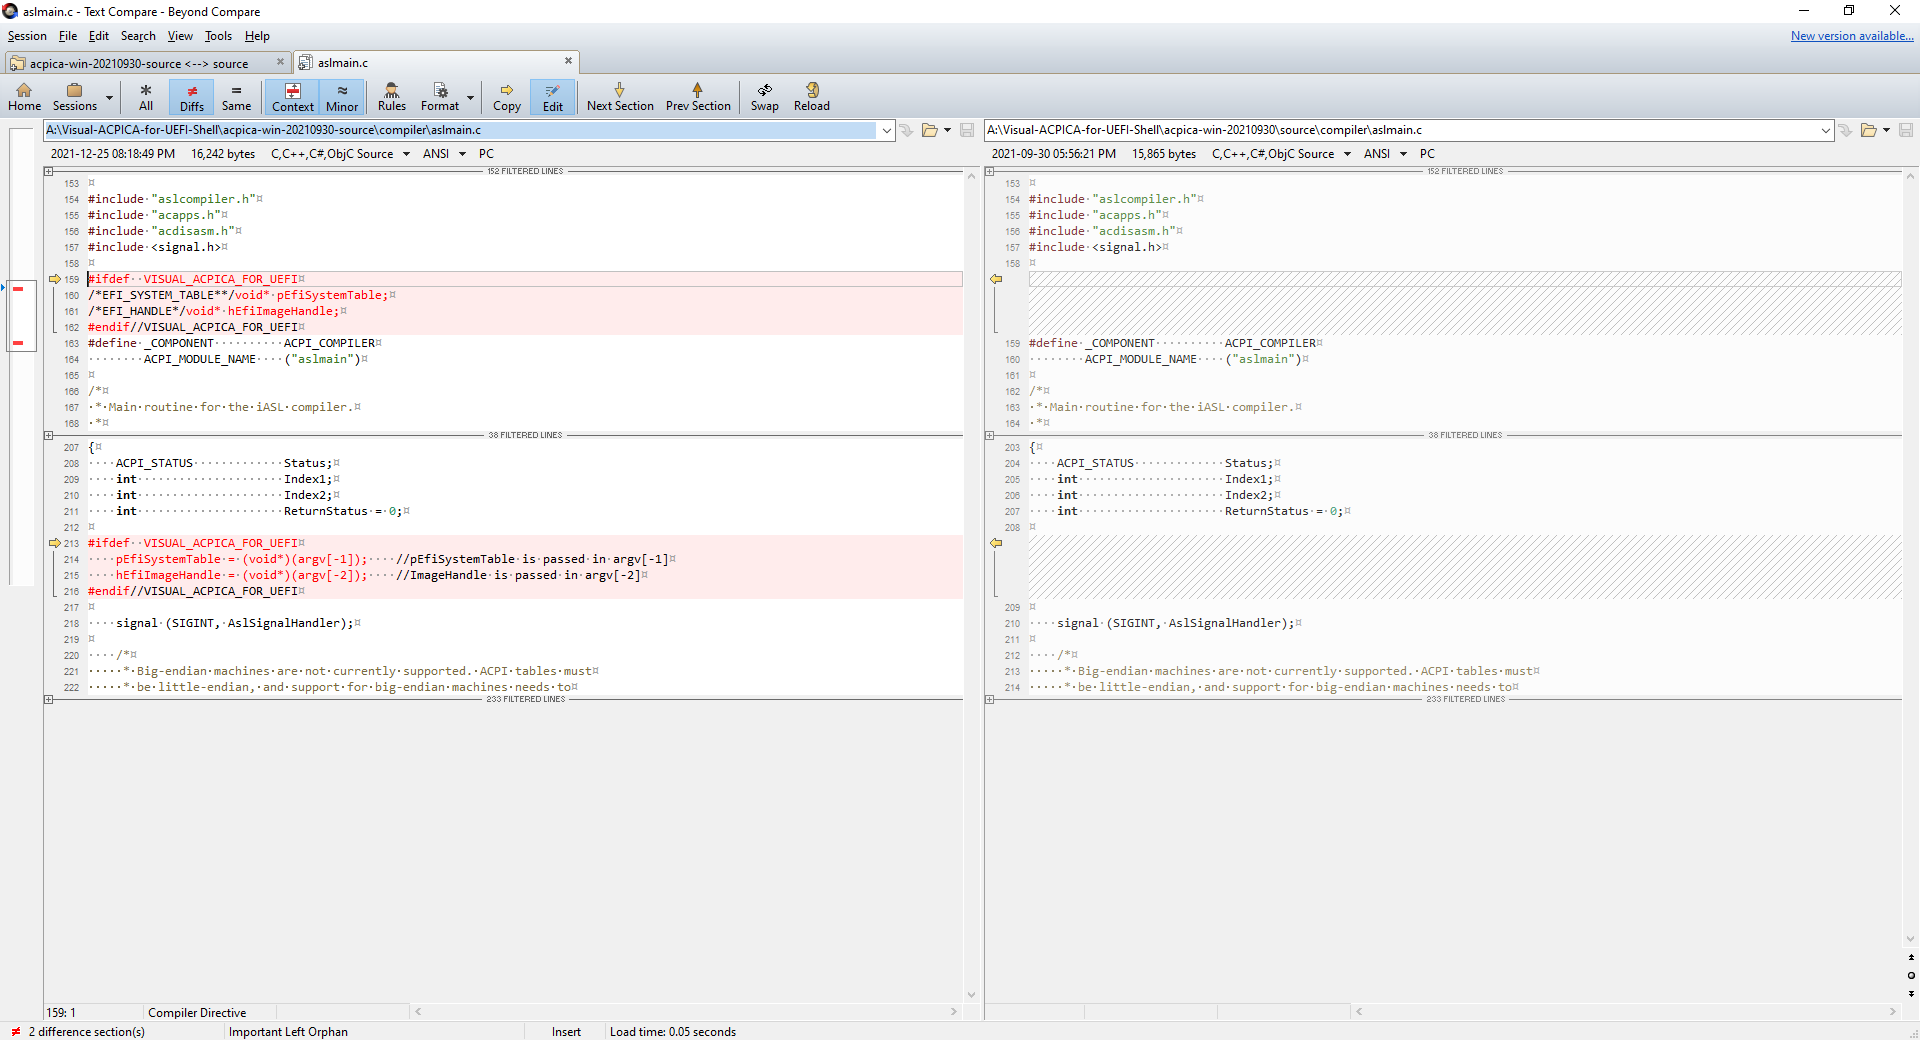 aslmain.c - Text Compare - Beyond Compare
Session File Edit Search View Tools Help New version available...
acpica-win-20210930-source <--> source aslmain.c
Home Sessions All Diffs Same Context Minor Rules Format Copy Edit Next Section Prev Section Swap Reload
A:\Visual-ACPICA-for-UEFI-Shell\acpica-win-20210930-source\compiler\aslmain.c
2021-12-25 08:18:49 PM 16,242 bytes C,C++,C#,ObjC Source ANSI PC
152 FILTERED LINES
153 ¤
154 #include·"aslcompiler.h"¤
155 #include·"acapps.h"¤
156 #include·"acdisasm.h"¤
157 #include·<signal.h>¤
158 ¤
159 #ifdef··VISUAL_ACPICA_FOR_UEFI¤
160 /*EFI_SYSTEM_TABLE**/void*·pEfiSystemTable;¤
161 /*EFI_HANDLE*/void*·hEfiImageHandle;¤
162 #endif//VISUAL_ACPICA_FOR_UEFI¤
163 #define·_COMPONENT··········ACPI_COMPILER¤
164 ········ACPI_MODULE_NAME····("aslmain")¤
165 ¤
166 /*¤
167 ·*·Main·routine·for·the·iASL·compiler.¤
168 ·*¤
38 FILTERED LINES
207 {¤
208 ····ACPI_STATUS·············Status;¤
209 ····int·····················Index1;¤
210 ····int·····················Index2;¤
211 ····int·····················ReturnStatus·=·0;¤
212 ¤
213 #ifdef··VISUAL_ACPICA_FOR_UEFI¤
214 ····pEfiSystemTable·=·(void*)(argv[-1]);····//pEfiSystemTable·is·passed·in·argv[-1]¤
215 ····hEfiImageHandle·=·(void*)(argv[-2]);····//ImageHandle·is·passed·in·argv[-2]¤
216 #endif//VISUAL_ACPICA_FOR_UEFI¤
217 ¤
218 ····signal·(SIGINT,·AslSignalHandler);¤
219 ¤
220 ····/*¤
221 ·····*·Big-endian·machines·are·not·currently·supported.·ACPI·tables·must¤
222 ·····*·be·little-endian,·and·support·for·big-endian·machines·needs·to¤
233 FILTERED LINES
159: 1 Compiler Directive
A:\Visual-ACPICA-for-UEFI-Shell\acpica-win-20210930\source\compiler\aslmain.c
2021-09-30 05:56:21 PM 15,865 bytes C,C++,C#,ObjC Source ANSI PC
152 FILTERED LINES
153 ¤
154 #include·"aslcompiler.h"¤
155 #include·"acapps.h"¤
156 #include·"acdisasm.h"¤
157 #include·<signal.h>¤
158 ¤
159 #define·_COMPONENT··········ACPI_COMPILER¤
160 ········ACPI_MODULE_NAME····("aslmain")¤
161 ¤
162 /*¤
163 ·*·Main·routine·for·the·iASL·compiler.¤
164 ·*¤
38 FILTERED LINES
203 {¤
204 ····ACPI_STATUS·············Status;¤
205 ····int·····················Index1;¤
206 ····int·····················Index2;¤
207 ····int·····················ReturnStatus·=·0;¤
208 ¤
209 ¤
210 ····signal·(SIGINT,·AslSignalHandler);¤
211 ¤
212 ····/*¤
213 ·····*·Big-endian·machines·are·not·currently·supported.·ACPI·tables·must¤
214 ·····*·be·little-endian,·and·support·for·big-endian·machines·needs·to¤
233 FILTERED LINES
2 difference section(s) Important Left Orphan Insert Load time: 0.05 seconds